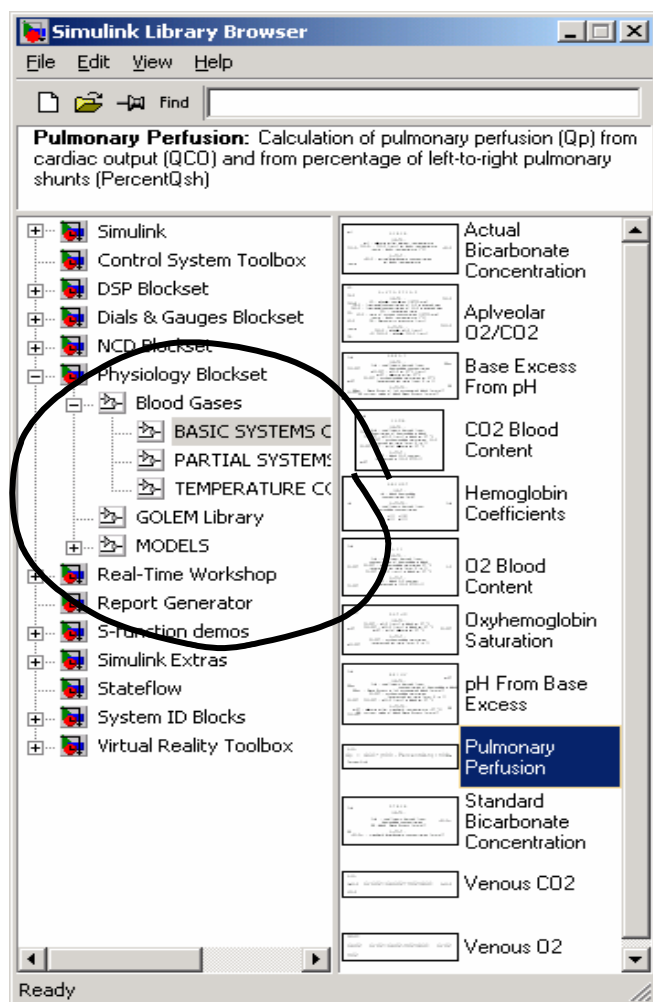 Simulink Library Browser
File Edit View Help
Find
Pulmonary Perfusion: Calculation of pulmonary perfusion (Qp) from
cardiac output (QCO) and from percentage of left-to-right pulmonary
shunts (PercentQsh)
Simulink
Control System Toolbox
DSP Blockset
Dials & Gauges Blockset
NCD Blockset
Physiology Blockset
Blood Gases
BASIC SYSTEMS C
PARTIAL SYSTEMS
TEMPERATURE CO
GOLEM Library
MODELS
Real-Time Workshop
Report Generator
S-function demos
Simulink Extras
Stateflow
System ID Blocks
Virtual Reality Toolbox
Actual
Bicarbonate
Concentration
Aplveolar
O2/CO2
Base Excess
From pH
CO2 Blood
Content
Hemoglobin
Coefficients
O2 Blood
Content
Oxyhemoglobin
Saturation
pH From Base
Excess
Pulmonary
Perfusion
Standard
Bicarbonate
Concentration
Venous CO2
Venous O2
Ready